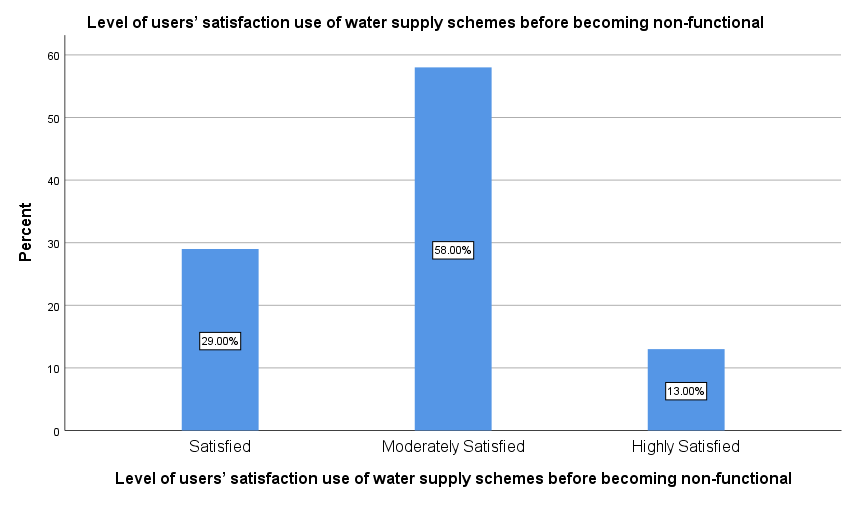 Level of users’ satisfaction use of water supply schemes before becoming non-functional
60
50
40
30
20
10
0
Percent
29.00%
58.00%
13.00%
Satisfied
Moderately Satisfied
Highly Satisfied
Level of users’ satisfaction use of water supply schemes before becoming non-functional